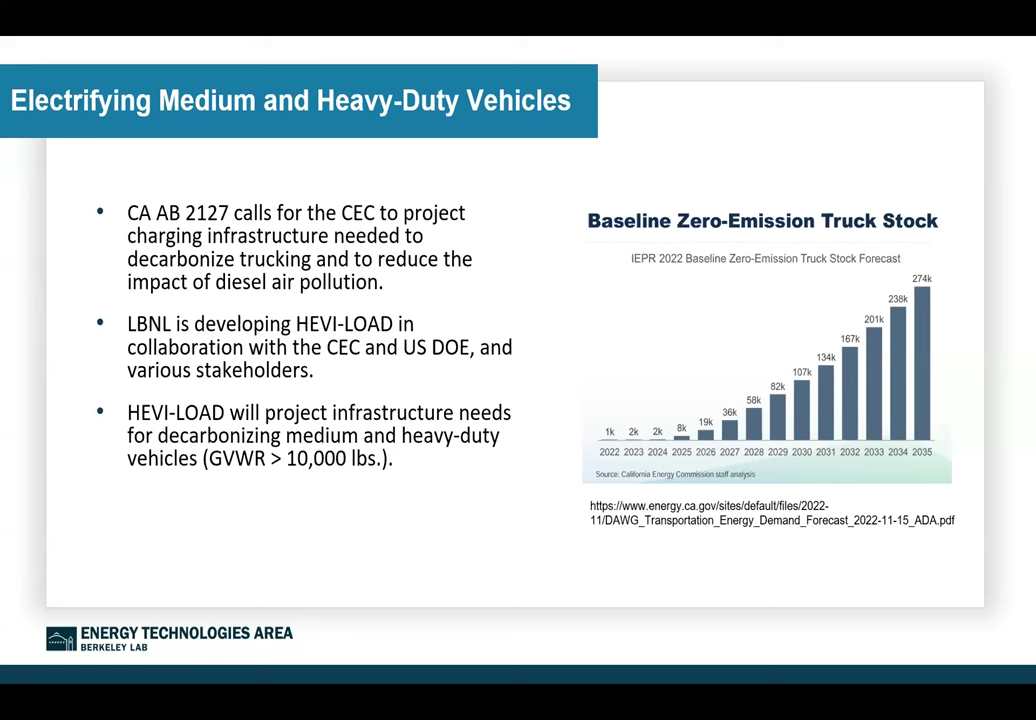 Electrifying Medium and Heavy-Duty Vehicles
• CA AB 2127 calls for the CEC to project
charging infrastructure needed to
decarbonize trucking and to reduce the
impact of diesel air pollution.
• LBNL is developing HEVI-LOAD in
collaboration with the CEC and US DOE, and
various stakeholders.
• HEVI-LOAD will project infrastructure needs
for decarbonizing medium and heavy-duty
vehicles (GVWR > 10,000 lbs.).
Baseline Zero-Emission Truck Stock
IEPR 2022 Baseline Zero-Emission Truck Stock Forecast
1k 2k 2k 8k 19k 36k 58k 82k 107k 134k 167k 201k 238k 274k
2022 2023 2024 2025 2026 2027 2028 2029 2030 2031 2032 2033 2034 2035
Source: California Energy Commission staff analysis
https://www.energy.ca.gov/sites/default/files/2022-
11/DAWG_Transportation_Energy_Demand_Forecast_2022-11-15_ADA.pdf
ENERGY TECHNOLOGIES AREA
BERKELEY LAB